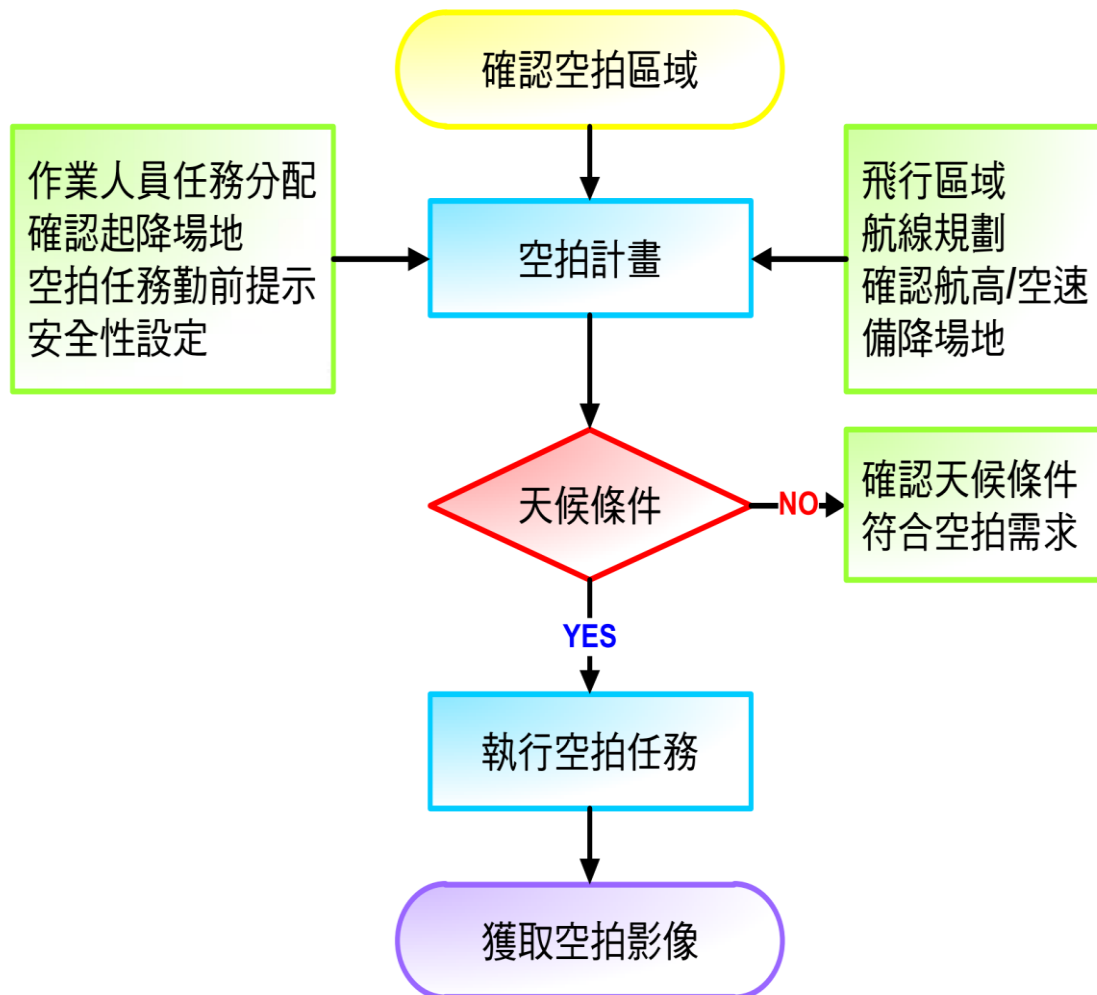 確認空拍區域
作業人員任務分配
確認起降場地
空拍任務勤前提示
安全性設定
空拍計畫
飛行區域
航線規劃
確認航高/空速
備降場地
天候條件
NO
確認天候條件
符合空拍需求
YES
執行空拍任務
獲取空拍影像